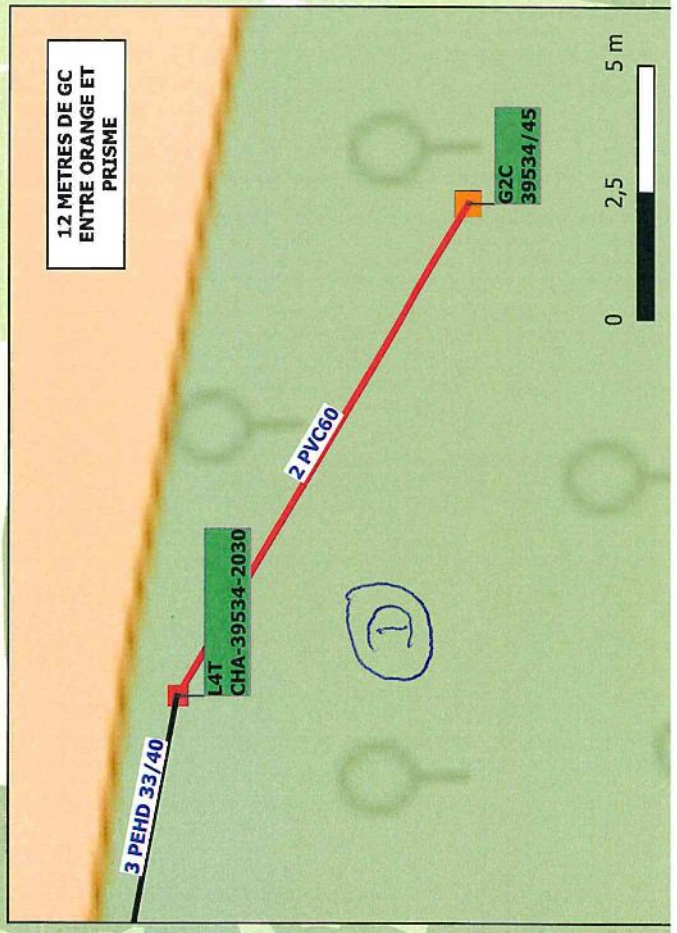 12 METRES DE GC
ENTRE ORANGE ET
PRISME
3 PEHD 33/40
L4T
CHA-39534-2030
2 PVC60
G2C
39534/45
0 2,5 5 m